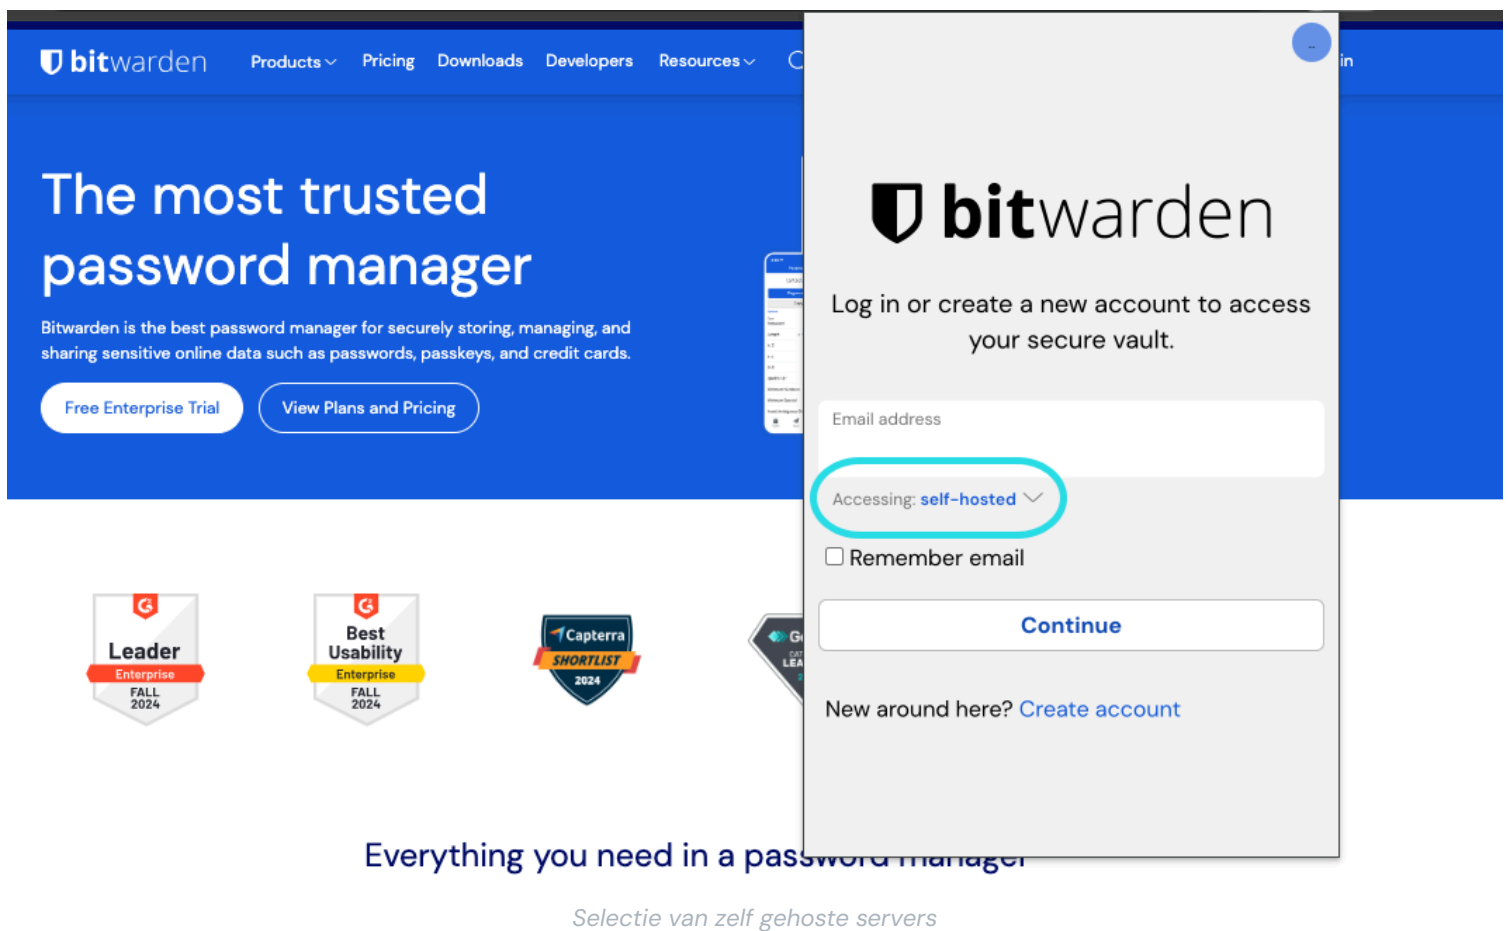 bitwarden
Products
Pricing
Downloads
Developers
Resources
in
The most trusted
password manager
Bitwarden is the best password manager for securely storing, managing, and
sharing sensitive online data such as passwords, passkeys, and credit cards.
Free Enterprise Trial
View Plans and Pricing
bitwarden
Log in or create a new account to access
your secure vault.
Email address
Accessing: self-hosted
Remember email
Continue
New around here? Create account
Leader
Enterprise
FALL
2024
Best
Usability
Enterprise
FALL
2024
Capterra
SHORTLIST
2024
Everything you need in a password manager
Selectie van zelf gehoste servers